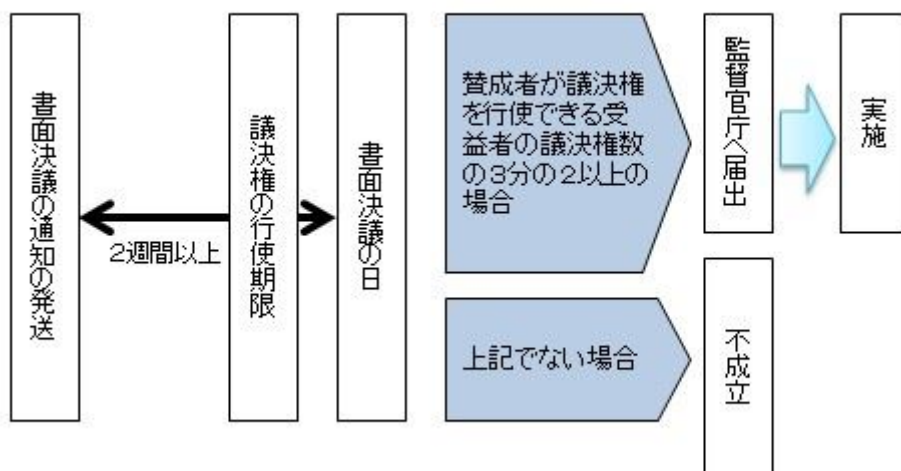 書面決議の通知の発送
2週間以上
議決権の行使期限
書面決議の日
賛成者が議決権
を行使できる受
益者の議決権数
の3分の2以上の
場合
監督官庁へ届出
実施
上記でない場合
不成立